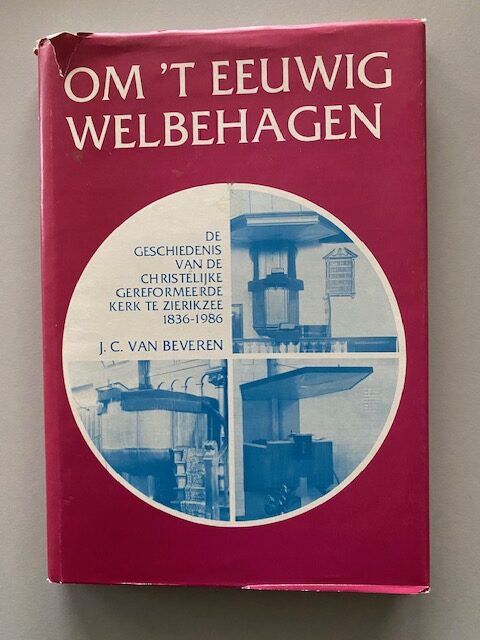 OM 'T EEUWIG
WELBEHAGEN
DE
GESCHIEDENIS
VAN DE
CHRISTELIJKE
GEREFORMEERDE
KERK TE ZIERIKZEE
1836-1986
J. C. VAN BEVEREN